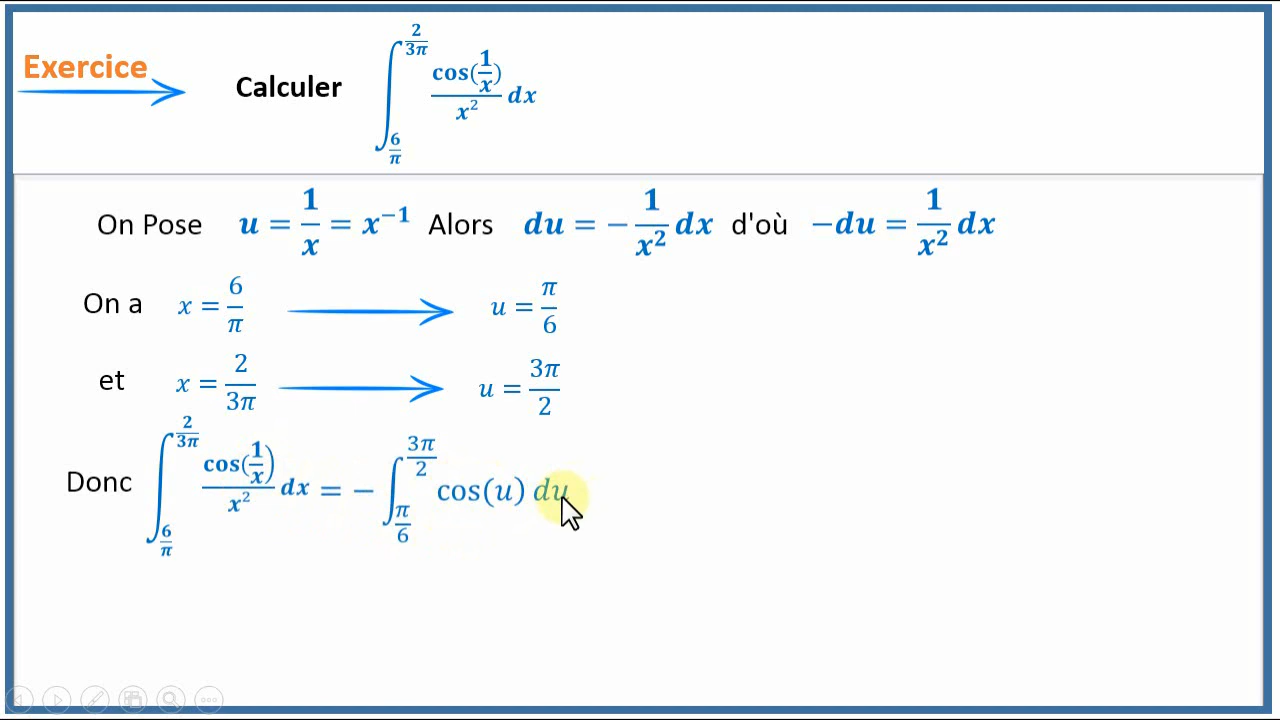 Exercice Calculer ∫_{6/π}^{2/3π} cos(1/x)/x² dx
On Pose u = 1/x = x⁻¹ Alors du = −1/x² dx d'où −du = 1/x² dx
On a x = 6/π ⟶ u = π/6
et x = 2/3π ⟶ u = 3π/2
Donc ∫_{6/π}^{2/3π} cos(1/x)/x² dx = −∫_{π/6}^{3π/2} cos(u) du